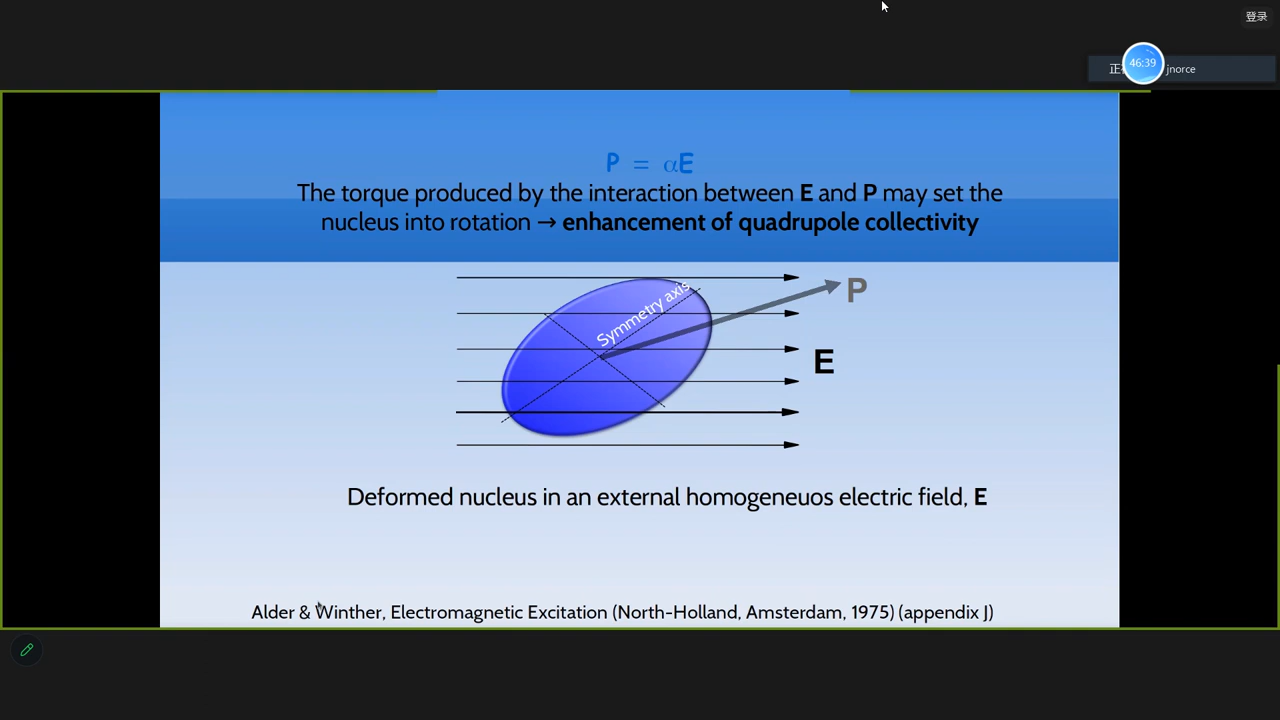 登录
46:39
正
jnorce
P = αE
The torque produced by the interaction between E and P may set the
nucleus into rotation → enhancement of quadrupole collectivity
Symmetry axis
P
E
Deformed nucleus in an external homogeneuos electric field, E
Alder & Winther, Electromagnetic Excitation (North-Holland, Amsterdam, 1975) (appendix J)